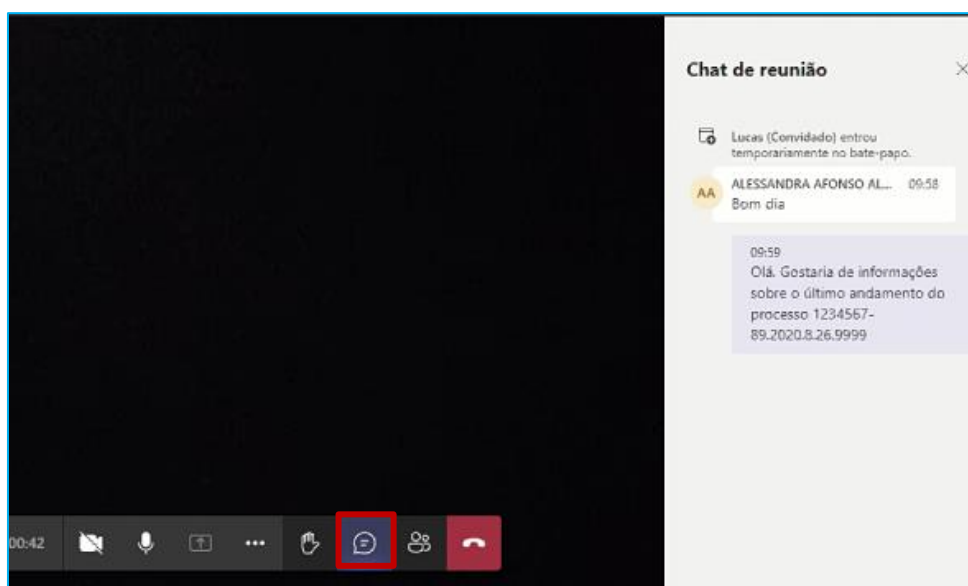 Chat de reunião
Lucas (Convidado) entrou
temporariamente no bate-papo.
AA
ALESSANDRA AFONSO AL... 09:58
Bom dia
09:59
Olá. Gostaria de informações
sobre o último andamento do
processo 1234567-
89.2020.8.26.9999
00:42